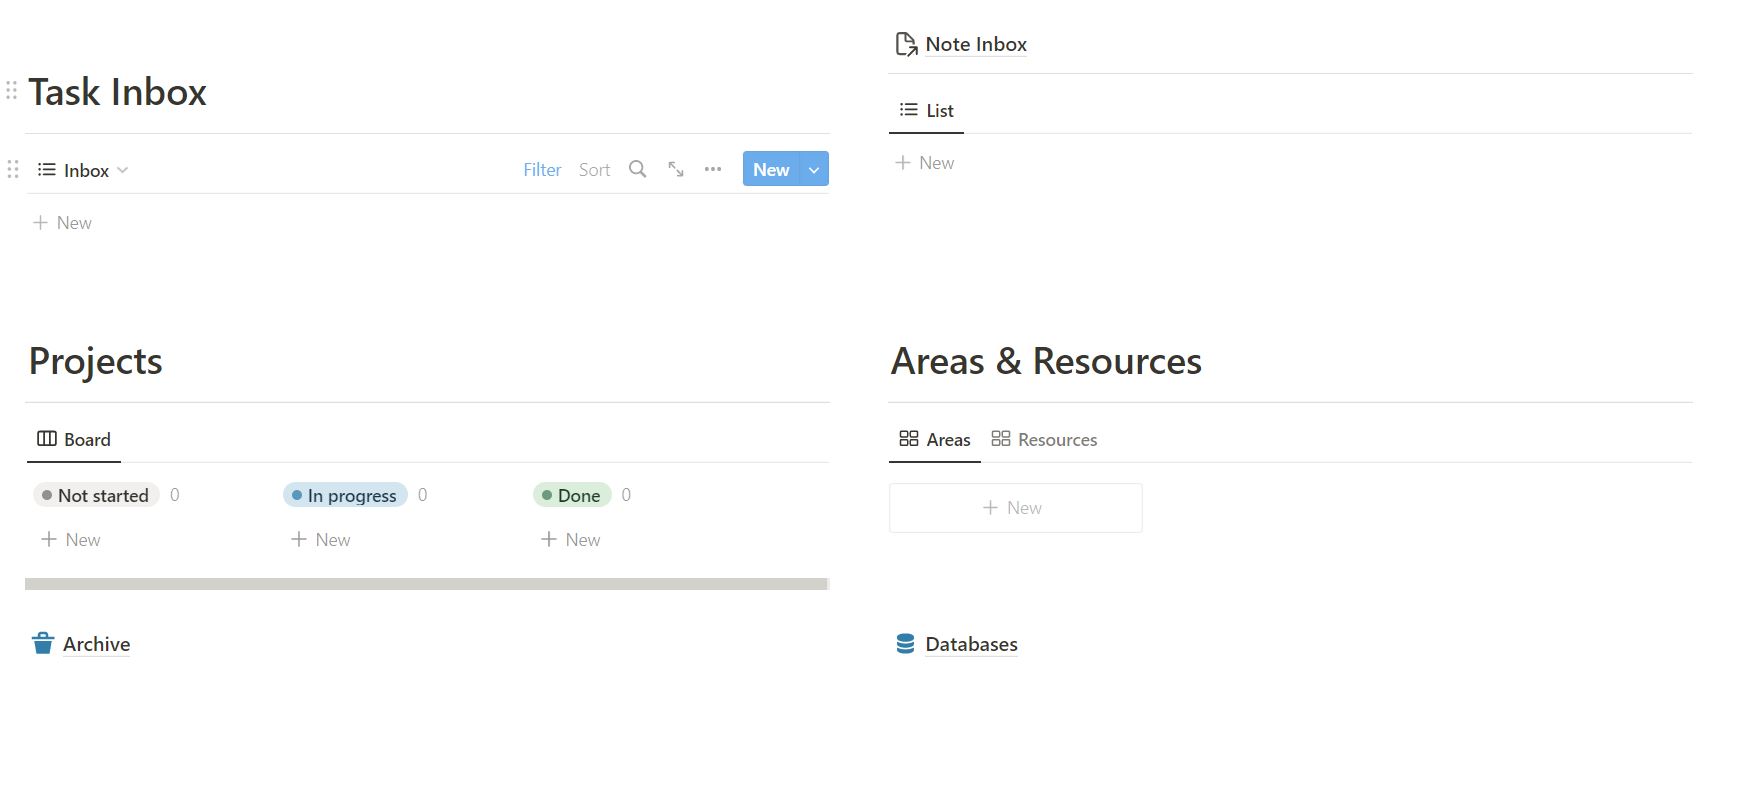 Note Inbox
Task Inbox
List
Inbox Filter Sort New
New
New
Projects
Areas & Resources
Board
Areas Resources
Not started 0 In progress 0 Done 0
New
New New New
Archive
Databases